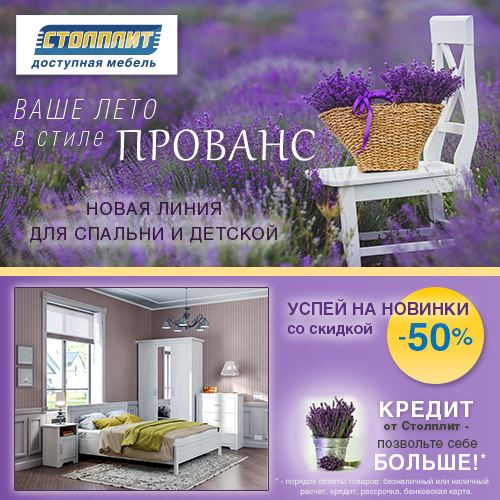 СТОЛПЛИТ
доступная мебель
ВАШЕ ЛЕТО
В СТИЛЕ ПРОВАНС
НОВАЯ ЛИНИЯ
ДЛЯ СПАЛЬНИ И ДЕТСКОЙ
УСПЕЙ НА НОВИНКИ
со скидкой -50%
КРЕДИТ
от Столплит -
позвольте себе
БОЛЬШЕ!*
* - порядок оплаты товаров: безналичный или наличный
расчет, кредит, рассрочка, банковская карта.